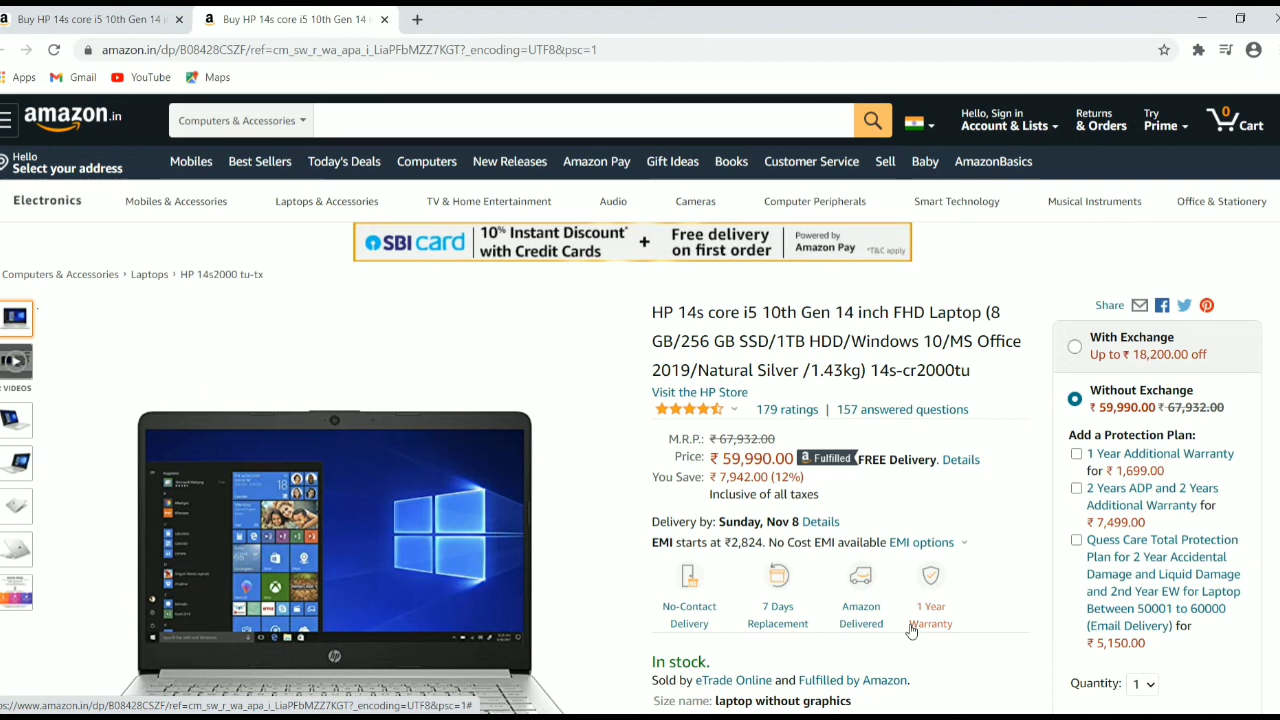 Buy HP 14s core i5 10th Gen 14 i
Buy HP 14s core i5 10th Gen 14
amazon.in/dp/B08428CSZF/ref=cm_sw_r_wa_apa_i_LiaPFbMZZ7KGT?_encoding=UTF8&psc=1
Apps Gmail YouTube Maps
amazon.in
Computers & Accessories
Hello, Sign in
Account & Lists
Returns
& Orders
Try
Prime
0
Cart
Hello
Select your address
Mobiles Best Sellers Today's Deals Computers New Releases Amazon Pay Gift Ideas Books Customer Service Sell Baby AmazonBasics
Electronics Mobiles & Accessories Laptops & Accessories TV & Home Entertainment Audio Cameras Computer Peripherals Smart Technology Musical Instruments Office & Stationery
SBI card
10% Instant Discount*
with Credit Cards
+
Free delivery
on first order
Powered by
Amazon Pay
*T&C apply
Computers & Accessories › Laptops › HP 14s2000 tu-tx
VIDEOS
hp
HP 14s core i5 10th Gen 14 inch FHD Laptop (8
GB/256 GB SSD/1TB HDD/Windows 10/MS Office
2019/Natural Silver /1.43kg) 14s-cr2000tu
Visit the HP Store
179 ratings | 157 answered questions
M.R.P.: ₹ 67,932.00
Price: ₹ 59,990.00 a Fulfilled FREE Delivery. Details
You Save: ₹ 7,942.00 (12%)
Inclusive of all taxes
Delivery by: Sunday, Nov 8 Details
EMI starts at ₹2,824. No Cost EMI available EMI options
No-Contact
Delivery
7 Days
Replacement
Amazon
Delivered
1 Year
Warranty
In stock.
Sold by eTrade Online and Fulfilled by Amazon.
Size name: laptop without graphics
Share
With Exchange
Up to ₹ 18,200.00 off
Without Exchange
₹ 59,990.00 ₹ 67,932.00
Add a Protection Plan:
1 Year Additional Warranty
for ₹ 1,699.00
2 Years ADP and 2 Years
Additional Warranty for
₹ 7,499.00
Quess Care Total Protection
Plan for 2 Year Accidental
Damage and Liquid Damage
and 2nd Year EW for Laptop
Between 50001 to 60000
(Email Delivery) for
₹ 5,150.00
Quantity: 1
ps://www.amazon.in/dp/B08428CSZF/ref=cm_sw_r_wa_apa_i_LiaPFbMZZ7KGT?_encoding=UTF8&psc=1#